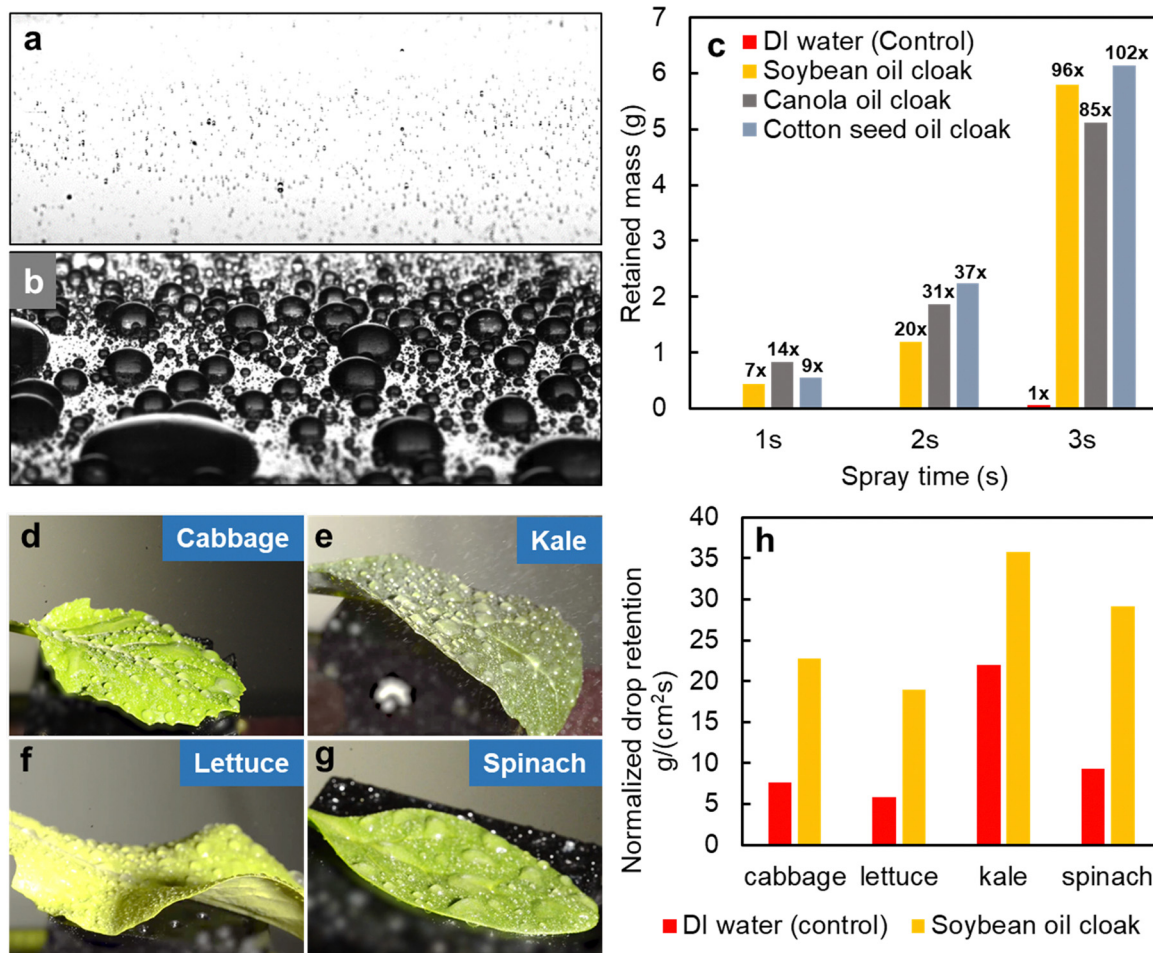 a
b
c
DI water (Control)
Soybean oil cloak
Canola oil cloak
Cotton seed oil cloak
Retained mass (g)
7
6
5
4
3
2
1
0
7x
14x
9x
20x
31x
37x
1x
96x
85x
102x
1s
2s
3s
Spray time (s)
d
Cabbage
e
Kale
f
Lettuce
g
Spinach
h
Normalized drop retention
g/(cm²s)
40
35
30
25
20
15
10
5
0
cabbage
lettuce
kale
spinach
DI water (control)
Soybean oil cloak